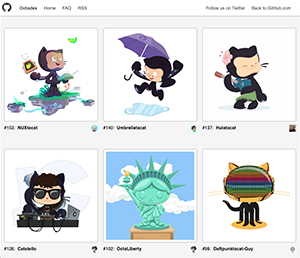 Octodex Home FAQ RSS Follow us on Twitter Back to GitHub.com
#153: NUXtocat #140: Umbrellatocat #137: Hulatocat
#126: Catstello #102: OctoLiberty #99: Daftpunktocat-Guy